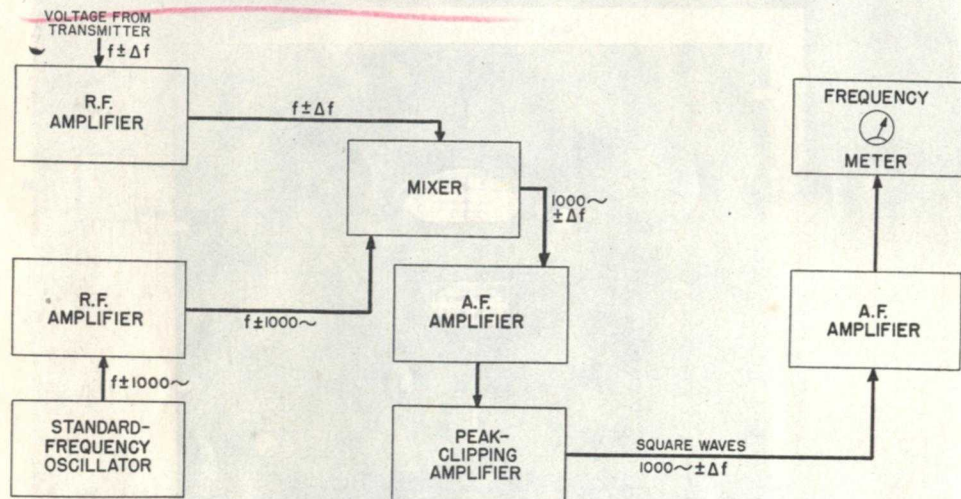 VOLTAGE FROM
TRANSMITTER
f±Δf
R.F.
AMPLIFIER
f±Δf
MIXER
1000~
±Δf
FREQUENCY
METER
R.F.
AMPLIFIER
f±1000~
A.F.
AMPLIFIER
A.F.
AMPLIFIER
f±1000~
STANDARD-
FREQUENCY
OSCILLATOR
PEAK-
CLIPPING
AMPLIFIER
SQUARE WAVES
1000~±Δf